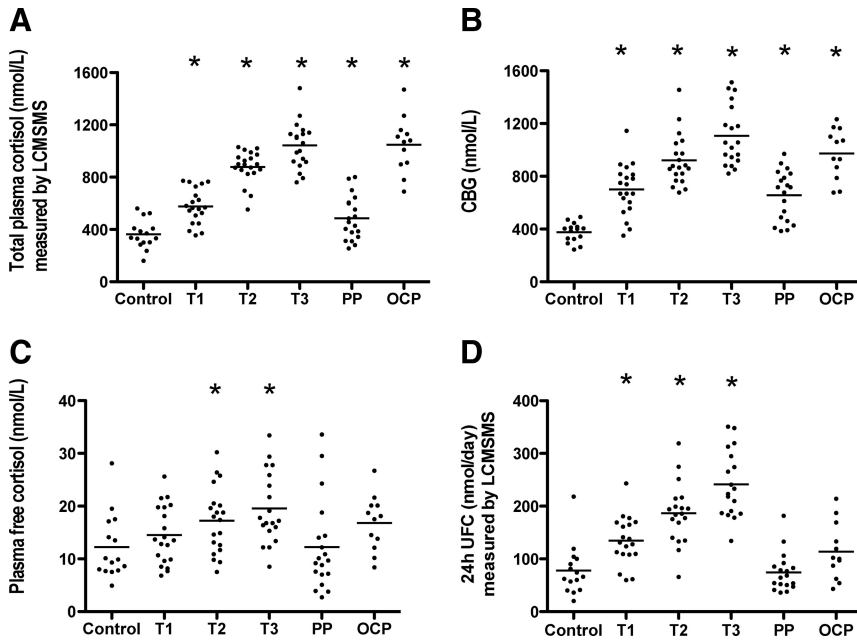 A
Total plasma cortisol (nmol/L)
measured by LCMSMS
* * * * *
1600
1200
800
400
0
Control T1 T2 T3 PP OCP
B
CBG (nmol/L)
* * * * *
1600
1200
800
400
0
Control T1 T2 T3 PP OCP
C
Plasma free cortisol (nmol/L)
* *
40
30
20
10
0
Control T1 T2 T3 PP OCP
D
24h UFC (nmol/day)
measured by LCMSMS
* * *
400
300
200
100
0
Control T1 T2 T3 PP OCP